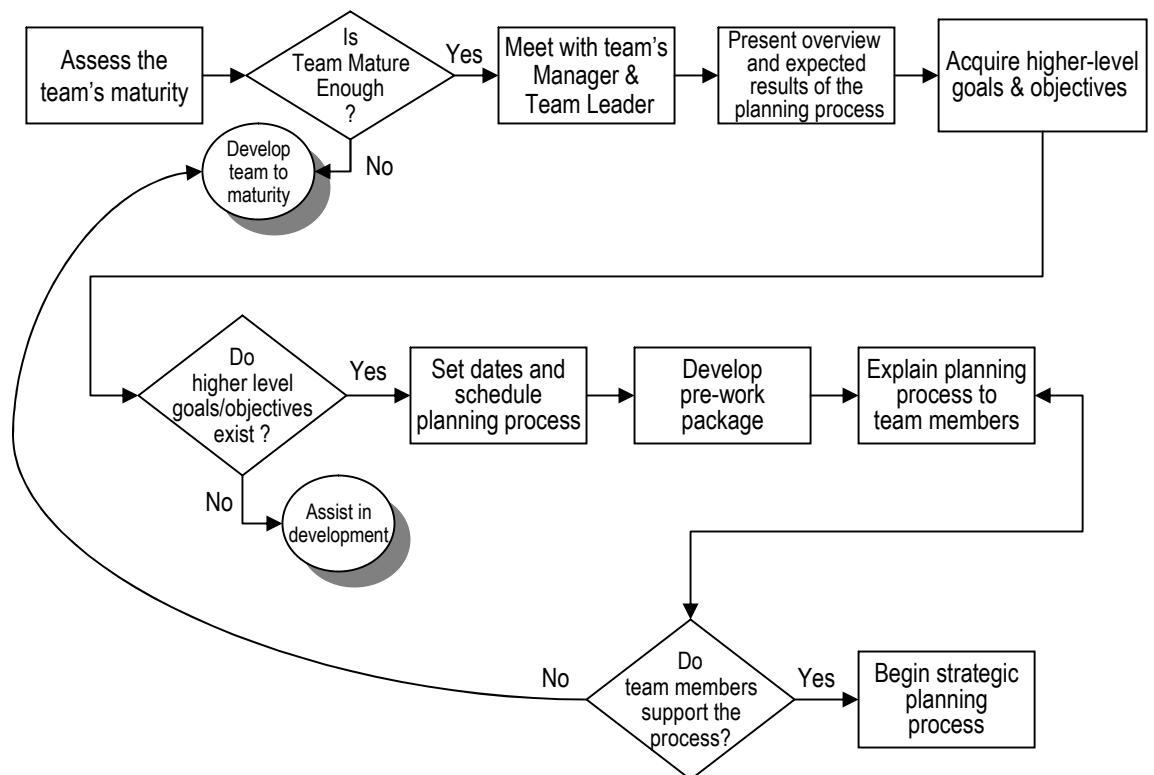 Assess the
team's maturity
Is
Team Mature
Enough
?
Yes
No
Develop
team to
maturity
Meet with team's
Manager &
Team Leader
Present overview
and expected
results of the
planning process
Acquire higher-level
goals & objectives
Do
higher level
goals/objectives
exist ?
Yes
No
Assist in
development
Set dates and
schedule
planning process
Develop
pre-work
package
Explain planning
process to
team members
Do
team members
support the
process?
No
Yes
Begin strategic
planning
process